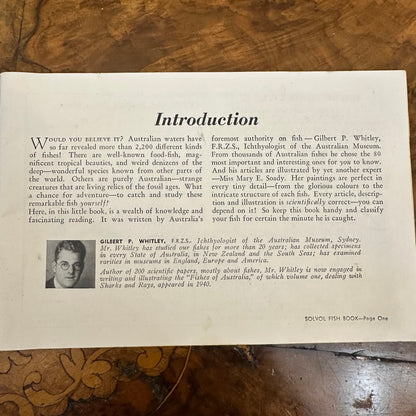 Introduction
WOULD YOU BELIEVE IT? Australian waters have
so far revealed more than 2,200 different kinds
of fishes! There are well-known food-fish, mag-
nificent tropical beauties, and weird denizens of the
deep—wonderful species known from other parts of the
world. Others are purely Australian—strange
creatures that are living relics of the fossil ages. What
a chance for adventure—to catch and study these
remarkable fish yourself!
Here, in this little book, is a wealth of knowledge and
fascinating reading. It was written by Australia's
foremost authority on fish—Gilbert P. Whitley,
F.R.Z.S., Ichthyologist of the Australian Museum.
From thousands of Australian fishes he chose the 80
most important and interesting ones for you to know.
And his articles are illustrated by yet another expert
—Miss Mary E. Soady. Her paintings are perfect in
every tiny detail—from the glorious colours to the
intricate structure of each fish. Every article, descrip-
tion and illustration is scientifically correct—you can
depend on it! So keep this book handy and classify
your fish for certain the minute he is caught.
GILBERT P. WHITLEY, F.R.Z.S., Ichthyologist of the Australian Museum, Sydney.
Mr. Whitley has studied our fishes for more than 20 years; has collected specimens
in every State of Australia, in New Zealand and the South Seas; has examined
rarities in museums in England, Europe and America.
Author of 200 scientific papers, mostly about fishes, Mr. Whitley is now engaged in
writing and illustrating the "Fishes of Australia," of which volume one, dealing with
Sharks and Rays, appeared in 1940.
SOLVOL FISH BOOK—Page One